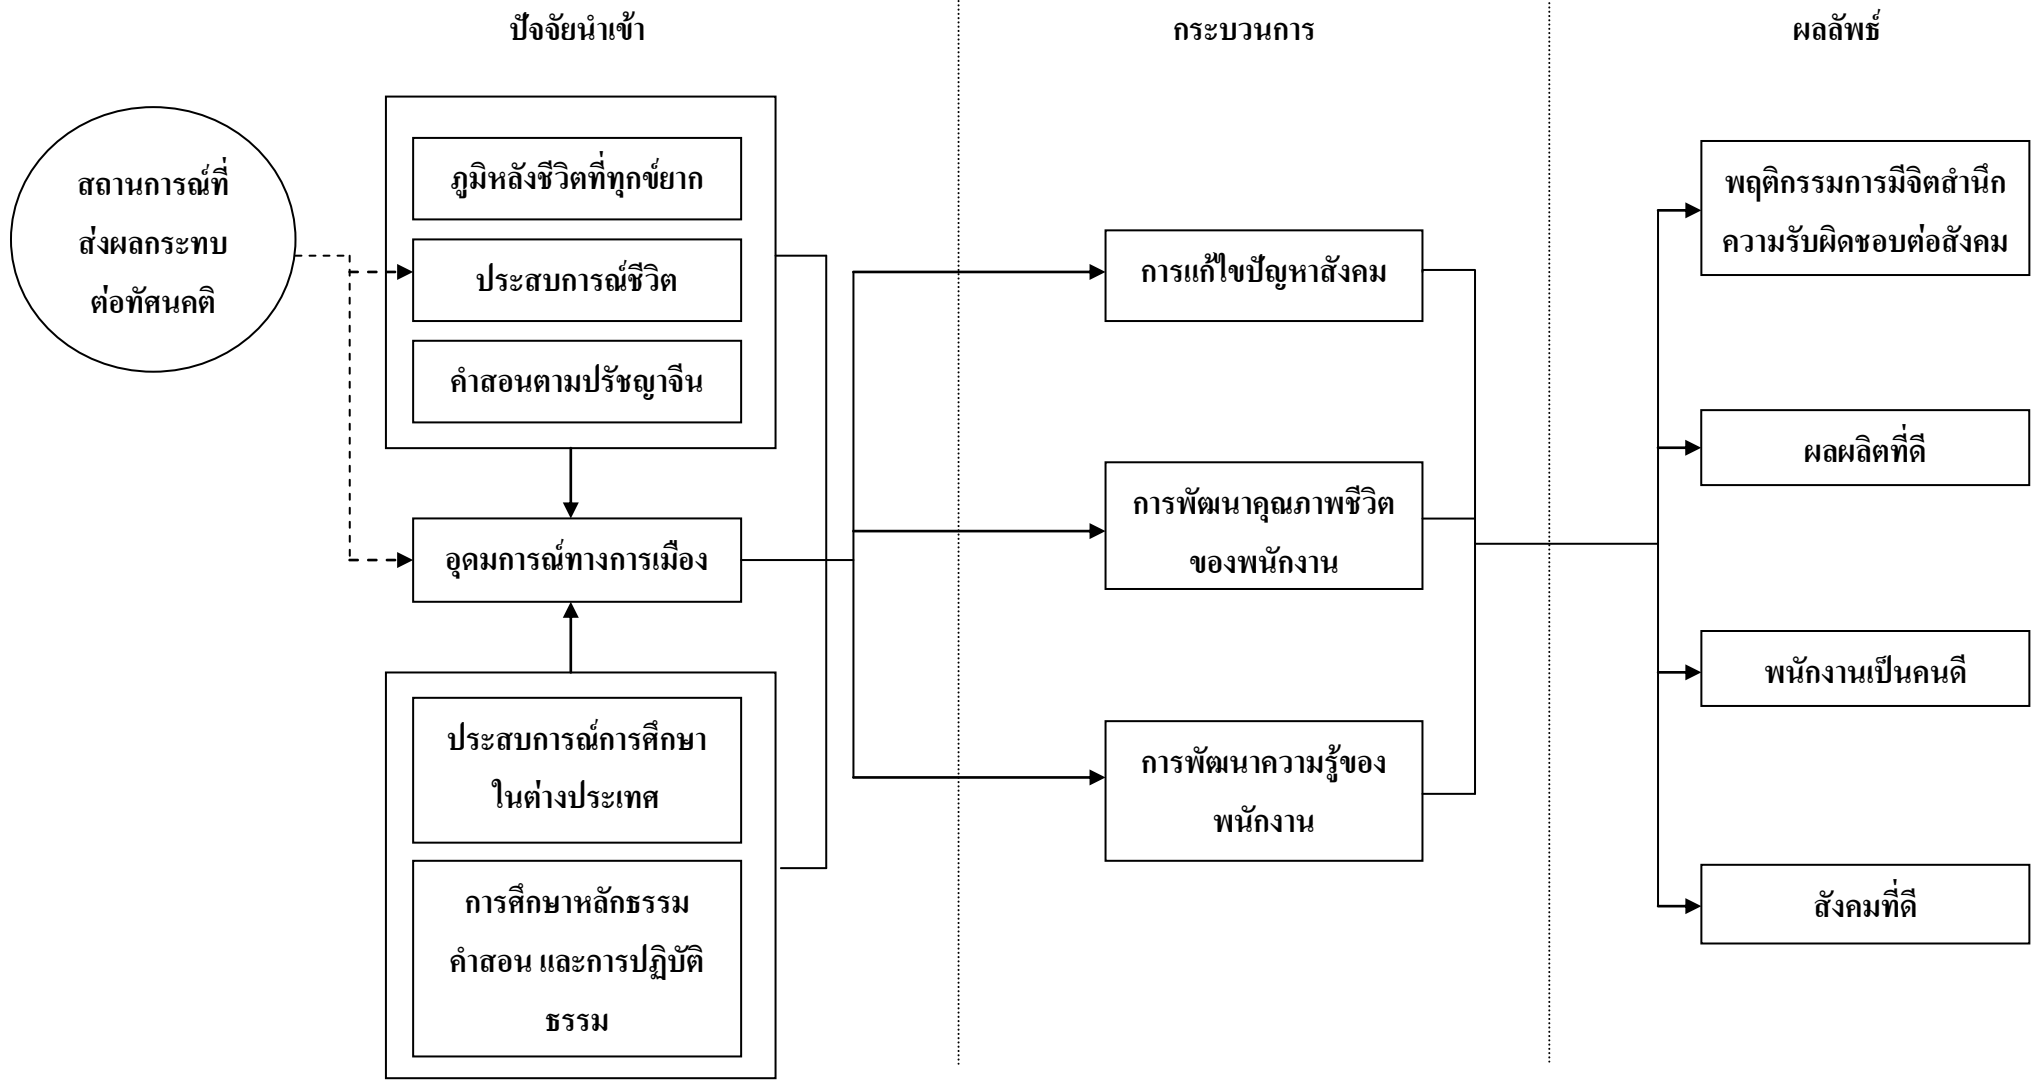 ปัจจัยนำเข้า
กระบวนการ
ผลลัพธ์
สถานการณ์ที่
ส่งผลกระทบ
ต่อทัศนคติ
ภูมิหลังชีวิตที่ทุกข์ยาก
ประสบการณ์ชีวิต
คำสอนตามปรัชญาจีน
อุดมการณ์ทางการเมือง
ประสบการณ์การศึกษา
ในต่างประเทศ
การศึกษาหลักธรรม
คำสอน และการปฏิบัติ
ธรรม
การแก้ไขปัญหาสังคม
การพัฒนาคุณภาพชีวิต
ของพนักงาน
การพัฒนาความรู้ของ
พนักงาน
พฤติกรรมการมีจิตสำนึก
ความรับผิดชอบต่อสังคม
ผลผลิตที่ดี
พนักงานเป็นคนดี
สังคมที่ดี